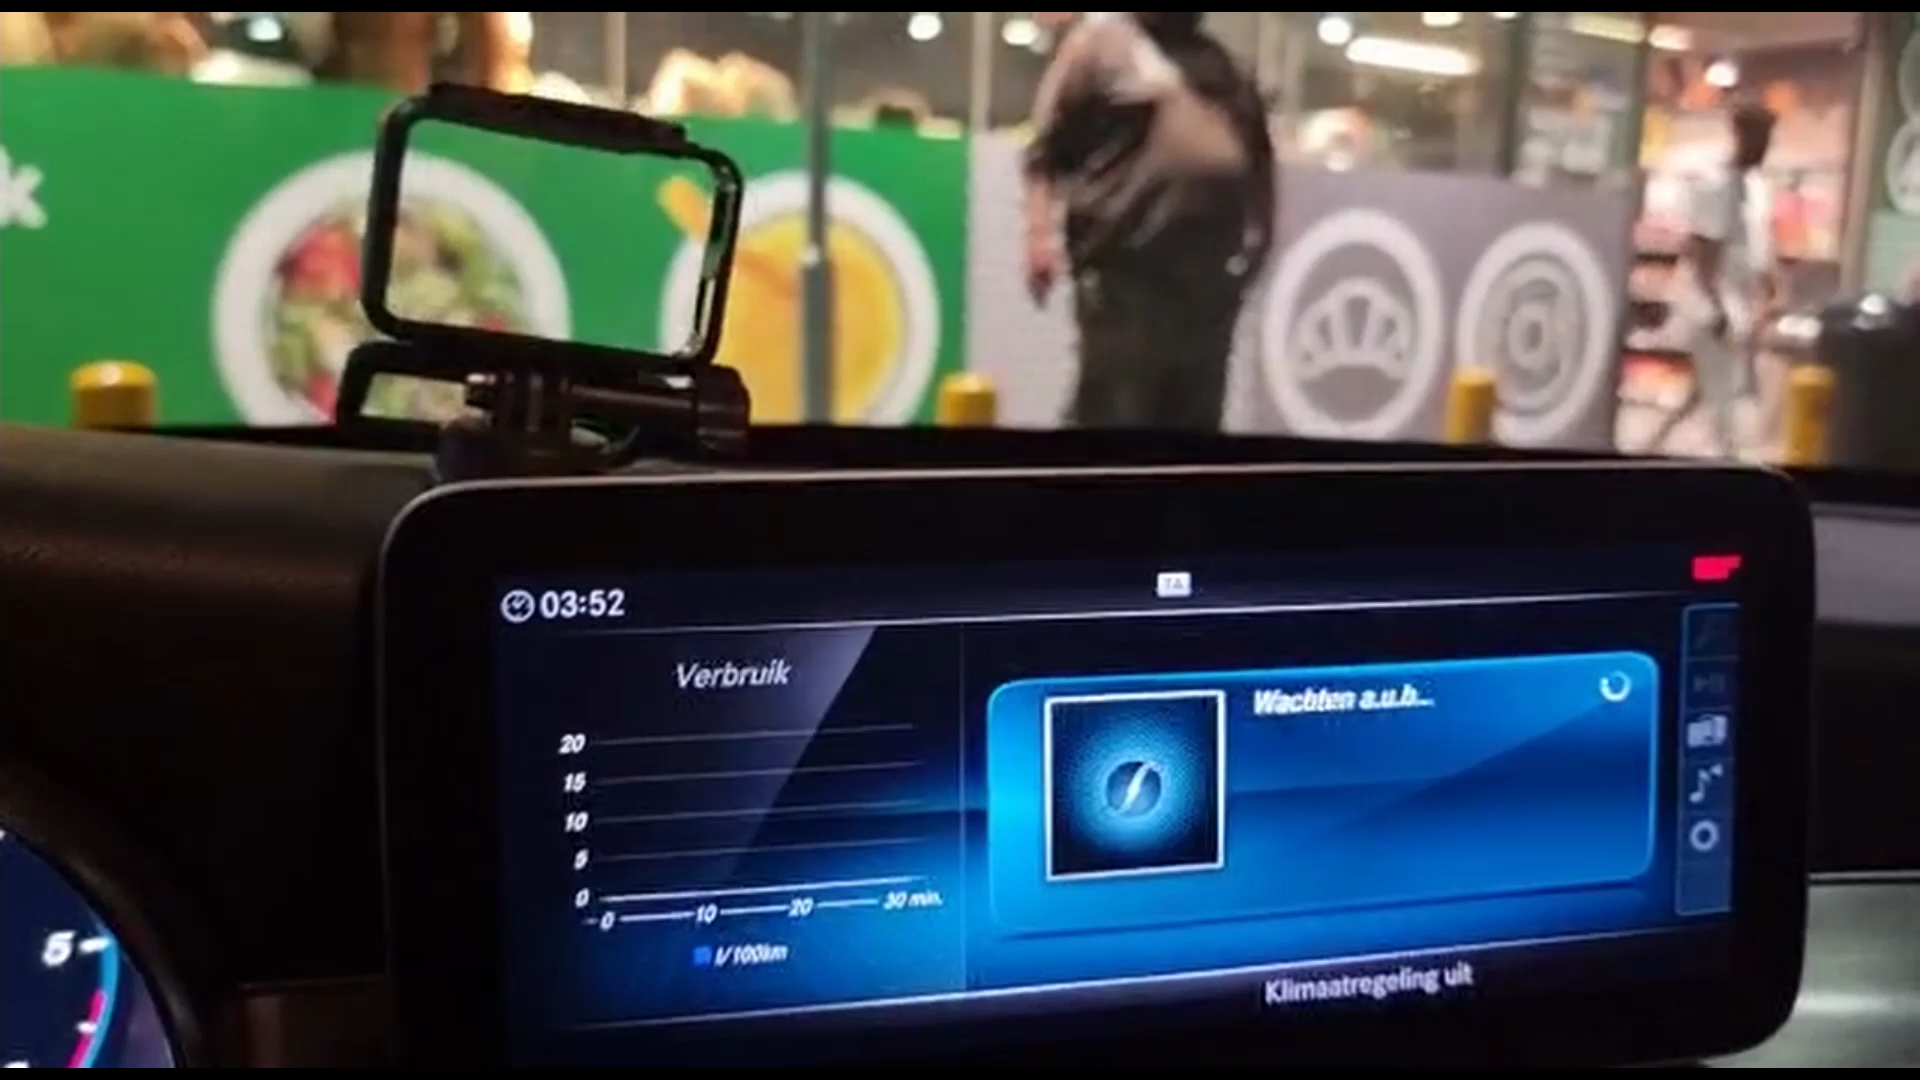 k
03:52
TA
Verbruik
20
15
10
5
0
0 10 20 30 min.
l/100km
Wachten a.u.b...
Klimaatregeling uit
5